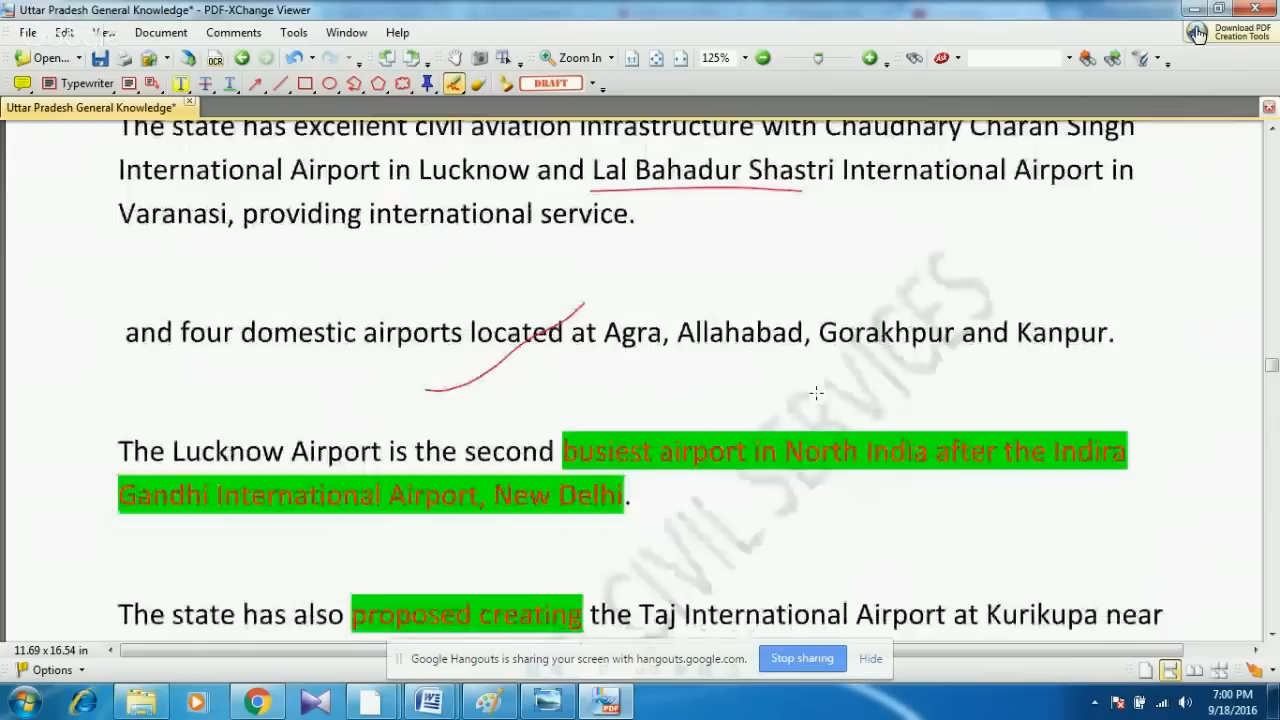 Uttar Pradesh General Knowledge* - PDF-XChange Viewer
File Edit View Document Comments Tools Window Help
Download PDF
Creation Tools
Open... OCR Zoom In 125%
Typewriter T T T DRAFT
Uttar Pradesh General Knowledge*
The state has excellent civil aviation infrastructure with Chaudhary Charan Singh
International Airport in Lucknow and Lal Bahadur Shastri International Airport in
Varanasi, providing international service.
and four domestic airports located at Agra, Allahabad, Gorakhpur and Kanpur.
The Lucknow Airport is the second busiest airport in North India after the Indira
Gandhi International Airport, New Delhi.
CIVIL SERVICES
The state has also proposed creating the Taj International Airport at Kurikupa near
11.69 x 16.54 in
Google Hangouts is sharing your screen with hangouts.google.com. Stop sharing Hide
Options
7:00 PM
9/18/2016